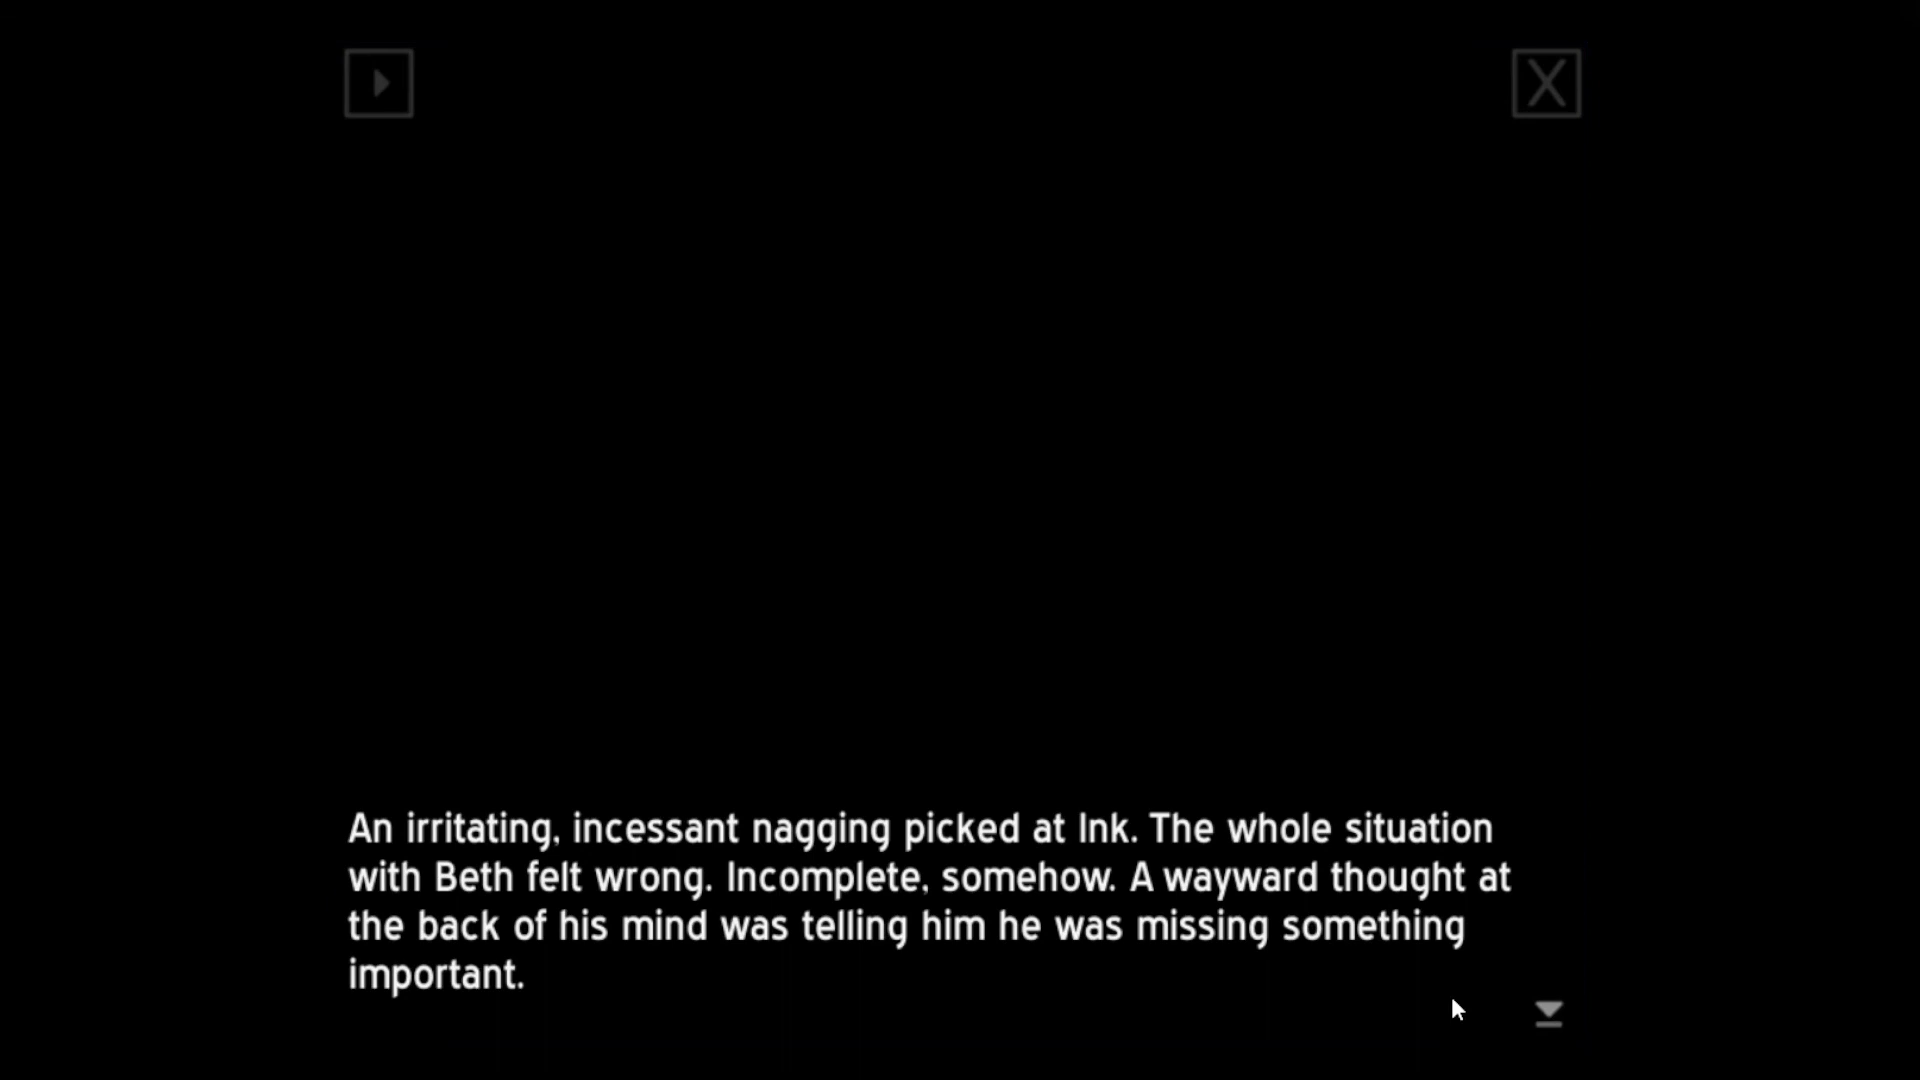 X
An irritating, incessant nagging picked at Ink. The whole situation
with Beth felt wrong. Incomplete, somehow. A wayward thought at
the back of his mind was telling him he was missing something
important.